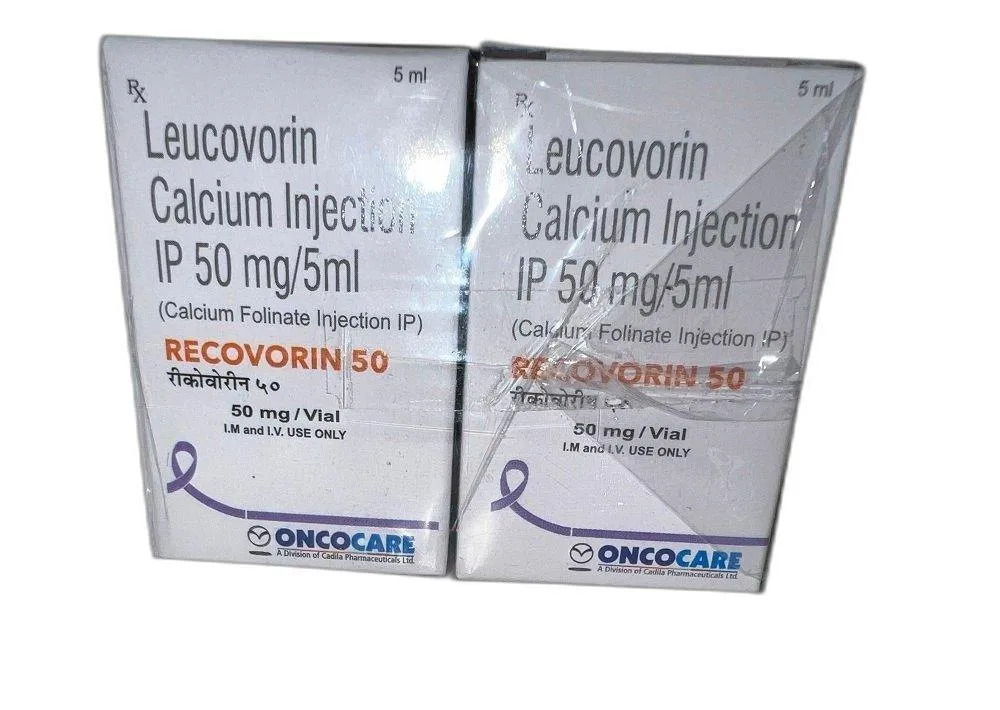 Rx
5 ml
Leucovorin
Calcium Injection
IP 50 mg/5ml
(Calcium Folinate Injection IP)
RECOVORIN 50
रीकोवोरीन ५०
50 mg / Vial
I.M and I.V. USE ONLY
ONCOCARE
A Division of Cadila Pharmaceuticals Ltd.
Rx
5 ml
Leucovorin
Calcium Injection
IP 50 mg/5ml
(Calcium Folinate Injection IP)
RECOVORIN 50
रीकोवोरीन ५०
50 mg / Vial
I.M and I.V. USE ONLY
ONCOCARE
A Division of Cadila Pharmaceuticals Ltd.